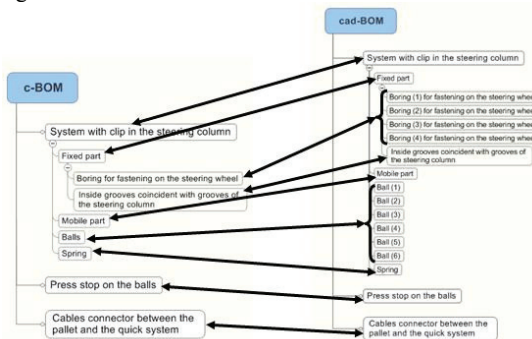 c-BOM
System with clip in the steering column
Fixed part
Boring for fastening on the steering wheel
Inside grooves coincident with grooves of
the steering column
Mobile part
Balls
Spring
Press stop on the balls
Cables connector between the
pallet and the quick system
cad-BOM
System with clip in the steering column
Fixed part
Boring (1) for fastening on the steering whee
Boring (2) for fastening on the steering whee
Boring (3) for fastening on the steering whee
Boring (4) for fastening on the steering whee
Inside grooves coincident with grooves of
the steering column
Mobile part
Ball (1)
Ball (2)
Ball (3)
Ball (4)
Ball (5)
Ball (6)
Spring
Press stop on the balls
Cables connector between the
pallet and the quick system